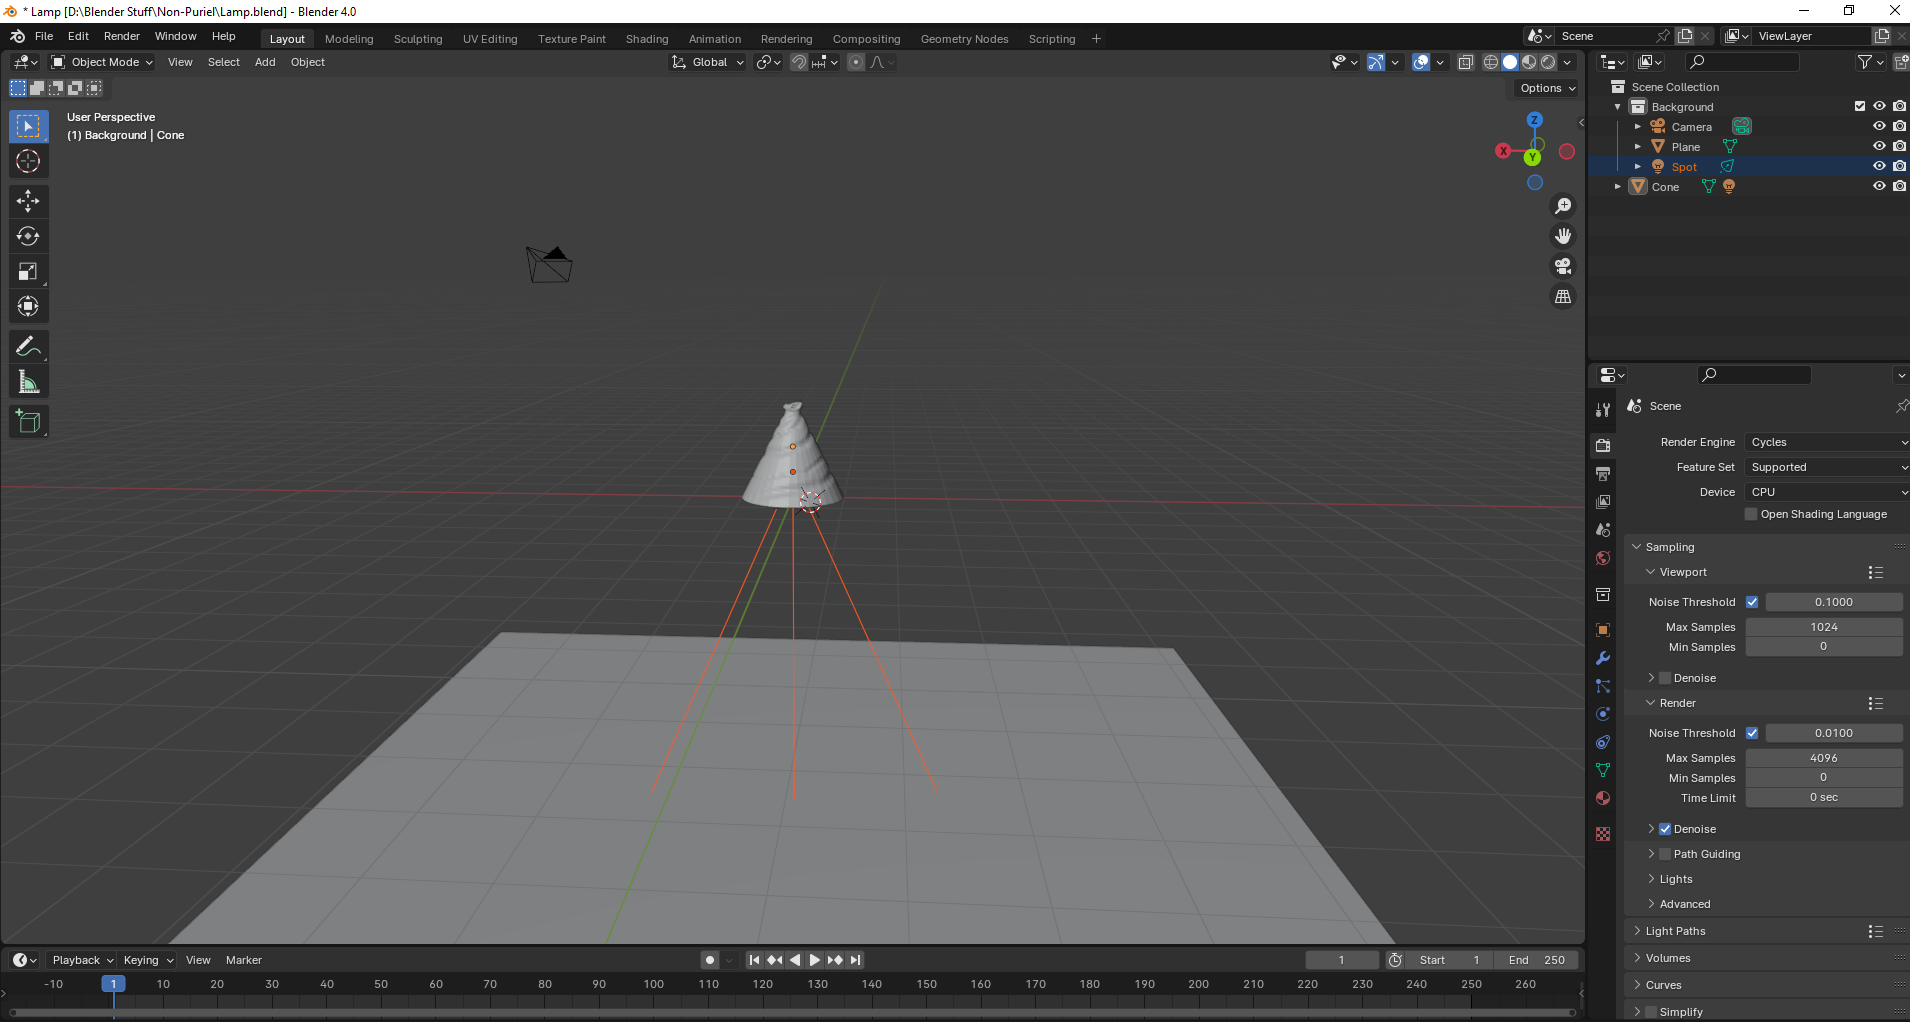 * Lamp [D:\Blender Stuff\Non-Puriel\Lamp.blend] - Blender 4.0
File Edit Render Window Help Layout Modeling Sculpting UV Editing Texture Paint Shading Animation Rendering Compositing Geometry Nodes Scripting + Scene ViewLayer
Object Mode View Select Add Object Global
Options
User Perspective
(1) Background | Cone
Z
X
Y
Scene Collection
Background
Camera
Plane
Spot
Cone
Scene
Render Engine Cycles
Feature Set Supported
Device CPU
Open Shading Language
Sampling
Viewport
Noise Threshold 0.1000
Max Samples 1024
Min Samples 0
Denoise
Render
Noise Threshold 0.0100
Max Samples 4096
Min Samples 0
Time Limit 0 sec
Denoise
Path Guiding
Lights
Advanced
Light Paths
Volumes
Curves
Simplify
Playback Keying View Marker 1 Start 1 End 250
-10 1 10 20 30 40 50 60 70 80 90 100 110 120 130 140 150 160 170 180 190 200 210 220 230 240 250 260